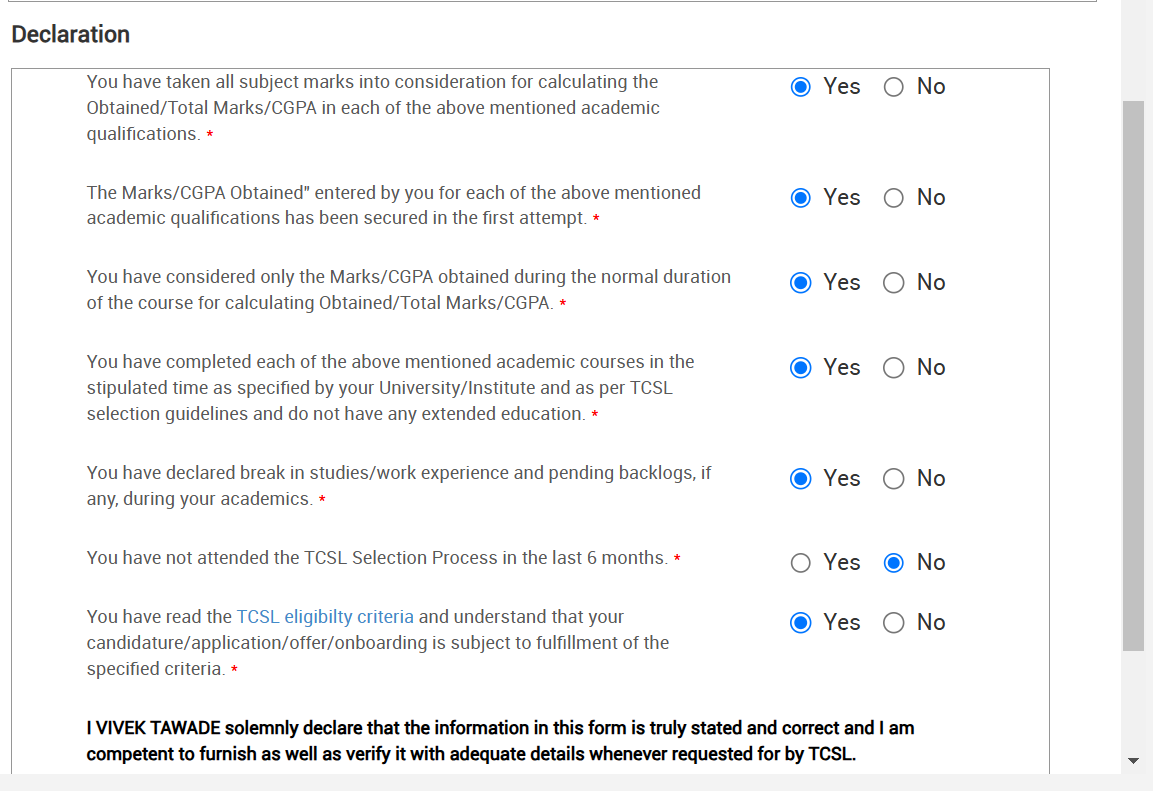 Declaration
You have taken all subject marks into consideration for calculating the
Obtained/Total Marks/CGPA in each of the above mentioned academic
qualifications. *
Yes No
The Marks/CGPA Obtained" entered by you for each of the above mentioned
academic qualifications has been secured in the first attempt. *
Yes No
You have considered only the Marks/CGPA obtained during the normal duration
of the course for calculating Obtained/Total Marks/CGPA. *
Yes No
You have completed each of the above mentioned academic courses in the
stipulated time as specified by your University/Institute and as per TCSL
selection guidelines and do not have any extended education. *
Yes No
You have declared break in studies/work experience and pending backlogs, if
any, during your academics. *
Yes No
You have not attended the TCSL Selection Process in the last 6 months. *
Yes No
You have read the TCSL eligibilty criteria and understand that your
candidature/application/offer/onboarding is subject to fulfillment of the
specified criteria. *
Yes No
I VIVEK TAWADE solemnly declare that the information in this form is truly stated and correct and I am
competent to furnish as well as verify it with adequate details whenever requested for by TCSL.